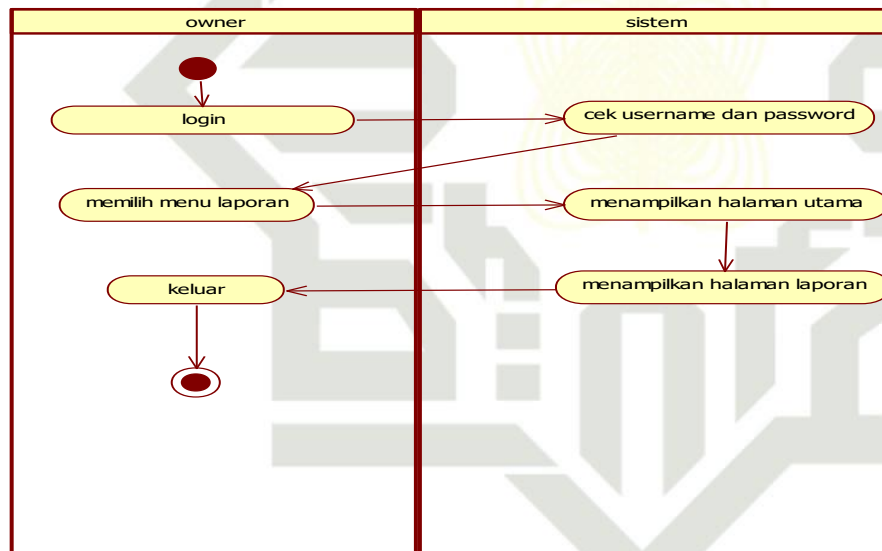 owner
sistem
login
cek username dan password
memilih menu laporan
menampilkan halaman utama
keluar
menampilkan halaman laporan